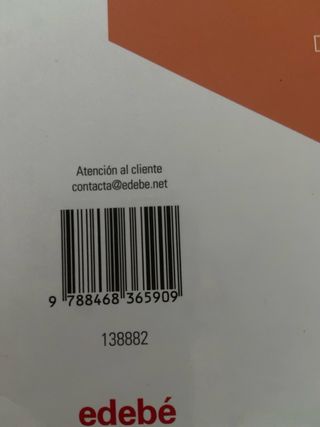 Atención al cliente
contacta@edebe.net
9 788468 365909
138882
edebé